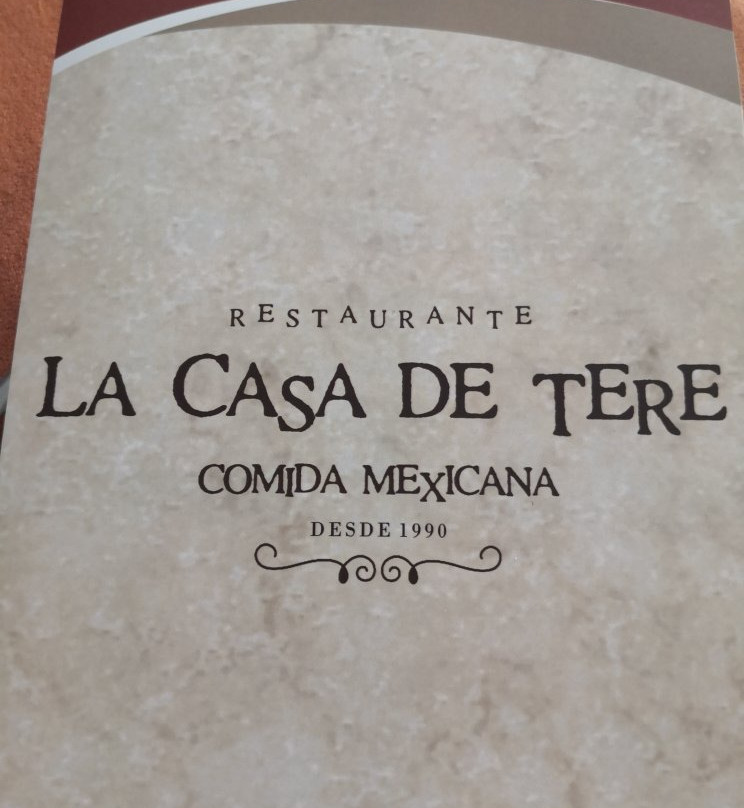 RESTAURANTE
LA CASA DE TERE
COMIDA MEXICANA
DESDE 1990